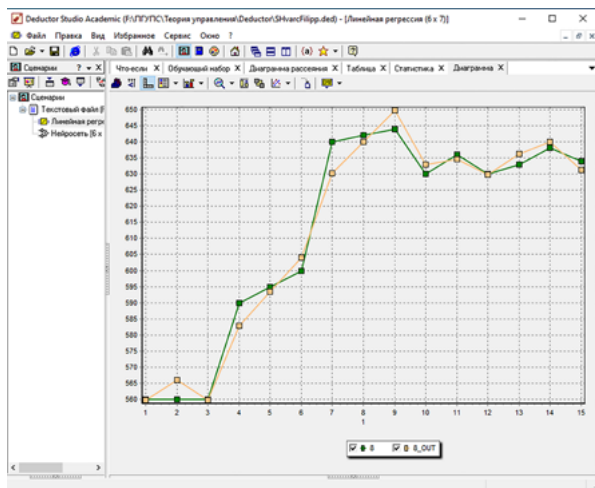 Deductor Studio Academic (F:\ПГУПС\Теория управления\Deductor\SHvarcFilipp.ded) - [Линейная регрессия (6 x 7)]
Файл Правка Вид Избранное Сервис Окно ?
Сценарии
Что-если X Обучающий набор X Диаграмма рассеяния X Таблица X Статистика X Диаграмма X
Сценарии
Текстовый файл
Линейная регре
Нейросеть [6 x
650
645
640
635
630
625
620
615
610
605
600
595
590
585
580
575
570
565
560
1 2 3 4 5 6 7 8 9 10 11 12 13 14 15
1
8 8_OUT